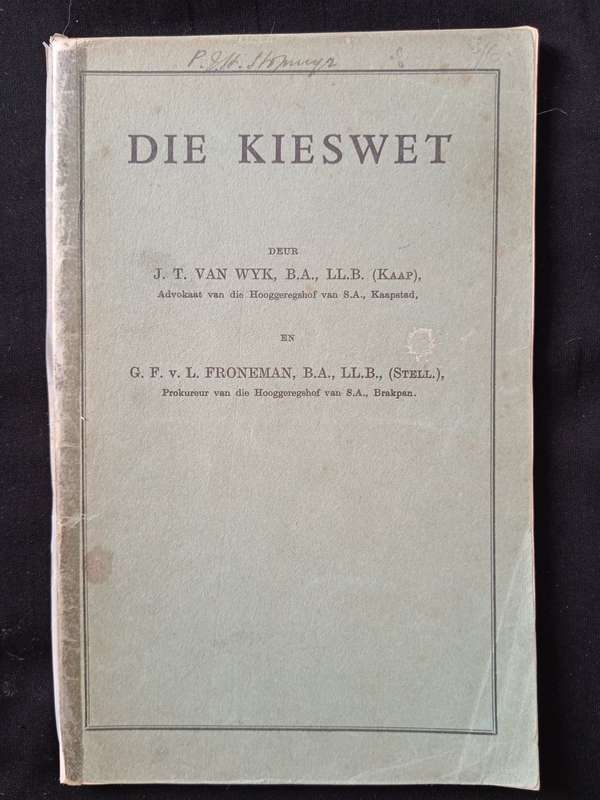 DIE KIESWET
DEUR
J. T. VAN WYK, B.A., LL.B. (KAAP),
Advokaat van die Hooggeregshof van S.A., Kaapstad,
EN
G. F. v. L. FRONEMAN, B.A., LL.B., (STELL.),
Prokureur van die Hooggeregshof van S.A., Brakpan.